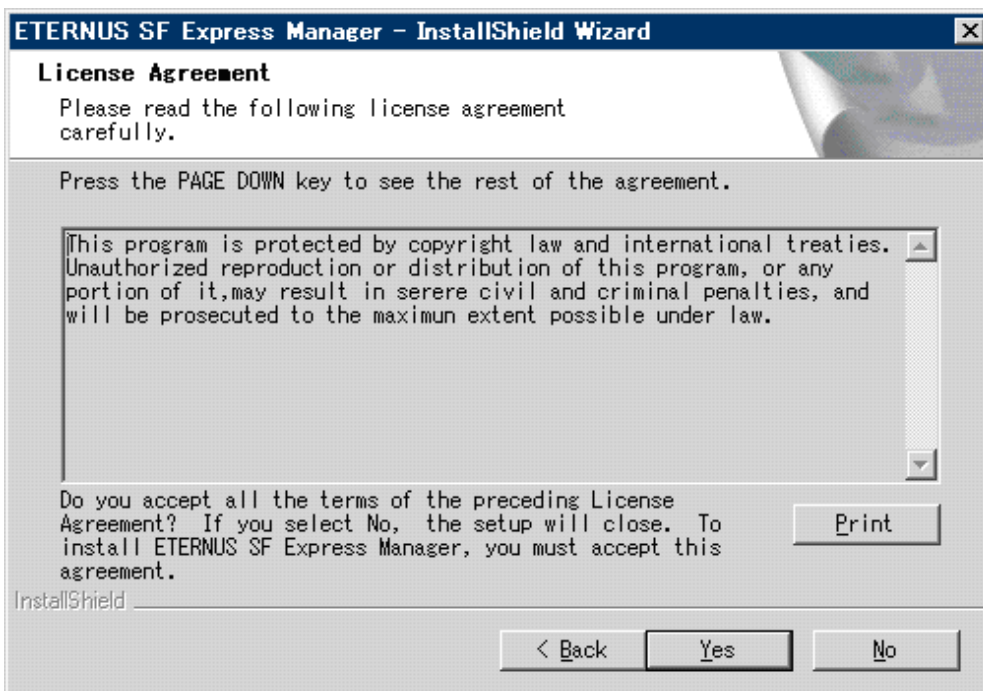 ETERNUS SF Express Manager - InstallShield Wizard
License Agreement
Please read the following license agreement
carefully.
Press the PAGE DOWN key to see the rest of the agreement.
This program is protected by copyright law and international treaties.
Unauthorized reproduction or distribution of this program, or any
portion of it,may result in serere civil and criminal penalties, and
will be prosecuted to the maximun extent possible under law.
Do you accept all the terms of the preceding License
Agreement?  If you select No,  the setup will close.  To
install ETERNUS SF Express Manager, you must accept this
agreement.
Print
InstallShield
< Back
Yes
No